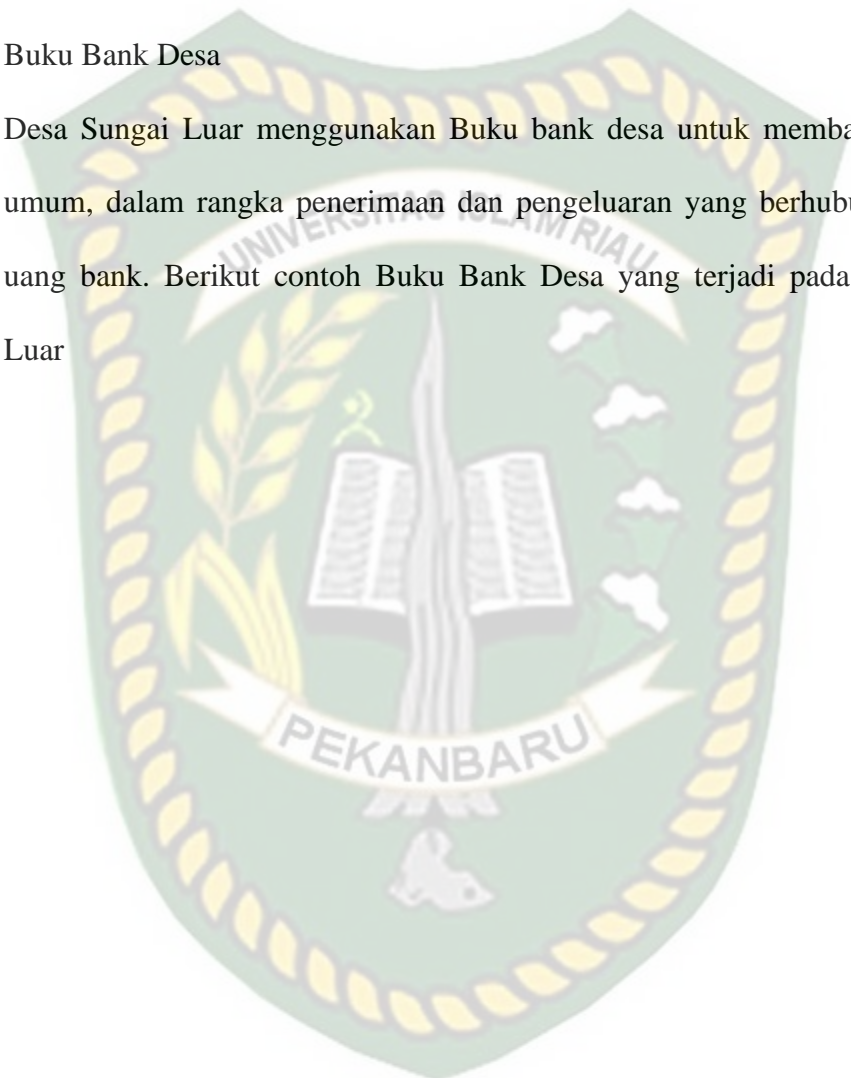 Buku Bank Desa
Desa Sungai Luar menggunakan Buku bank desa untuk memba
umum, dalam rangka penerimaan dan pengeluaran yang berhubu
uang bank. Berikut contoh Buku Bank Desa yang terjadi pada
Luar
UNIVERSITAS ISLAM RIAU
PEKANBARU